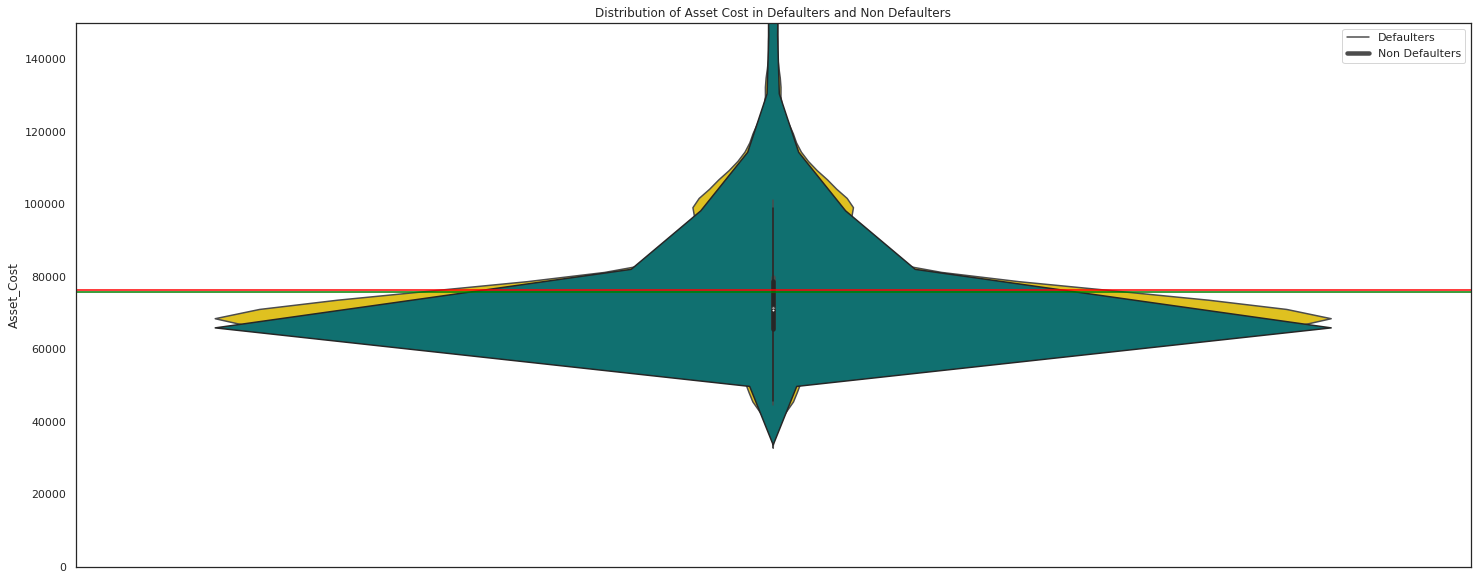 Distribution of Asset Cost in Defaulters and Non Defaulters
Defaulters
Non Defaulters
Asset_Cost
140000
120000
100000
80000
60000
40000
20000
0